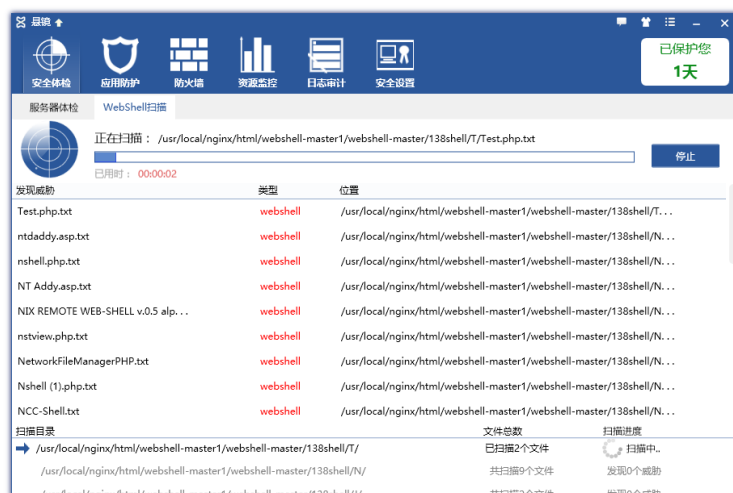 悬镜
安全体检 应用防护 防火墙 资源监控 日志审计 安全设置
已保护您
1天
服务器体检 WebShell扫描
正在扫描： /usr/local/nginx/html/webshell-master1/webshell-master/138shell/T/Test.php.txt
停止
已用时： 00:00:02
发现威胁 类型 位置
Test.php.txt webshell /usr/local/nginx/html/webshell-master1/webshell-master/138shell/T...
ntdaddy.asp.txt webshell /usr/local/nginx/html/webshell-master1/webshell-master/138shell/N...
nshell.php.txt webshell /usr/local/nginx/html/webshell-master1/webshell-master/138shell/N...
NT Addy.asp.txt webshell /usr/local/nginx/html/webshell-master1/webshell-master/138shell/N...
NIX REMOTE WEB-SHELL v.0.5 alp... webshell /usr/local/nginx/html/webshell-master1/webshell-master/138shell/N...
nstview.php.txt webshell /usr/local/nginx/html/webshell-master1/webshell-master/138shell/N...
NetworkFileManagerPHP.txt webshell /usr/local/nginx/html/webshell-master1/webshell-master/138shell/N...
Nshell (1).php.txt webshell /usr/local/nginx/html/webshell-master1/webshell-master/138shell/N...
NCC-Shell.txt webshell /usr/local/nginx/html/webshell-master1/webshell-master/138shell/N...
扫描目录 文件总数 扫描进度
/usr/local/nginx/html/webshell-master1/webshell-master/138shell/T/ 已扫描2个文件 扫描中..
/usr/local/nginx/html/webshell-master1/webshell-master/138shell/N/ 共扫描9个文件 发现0个威胁